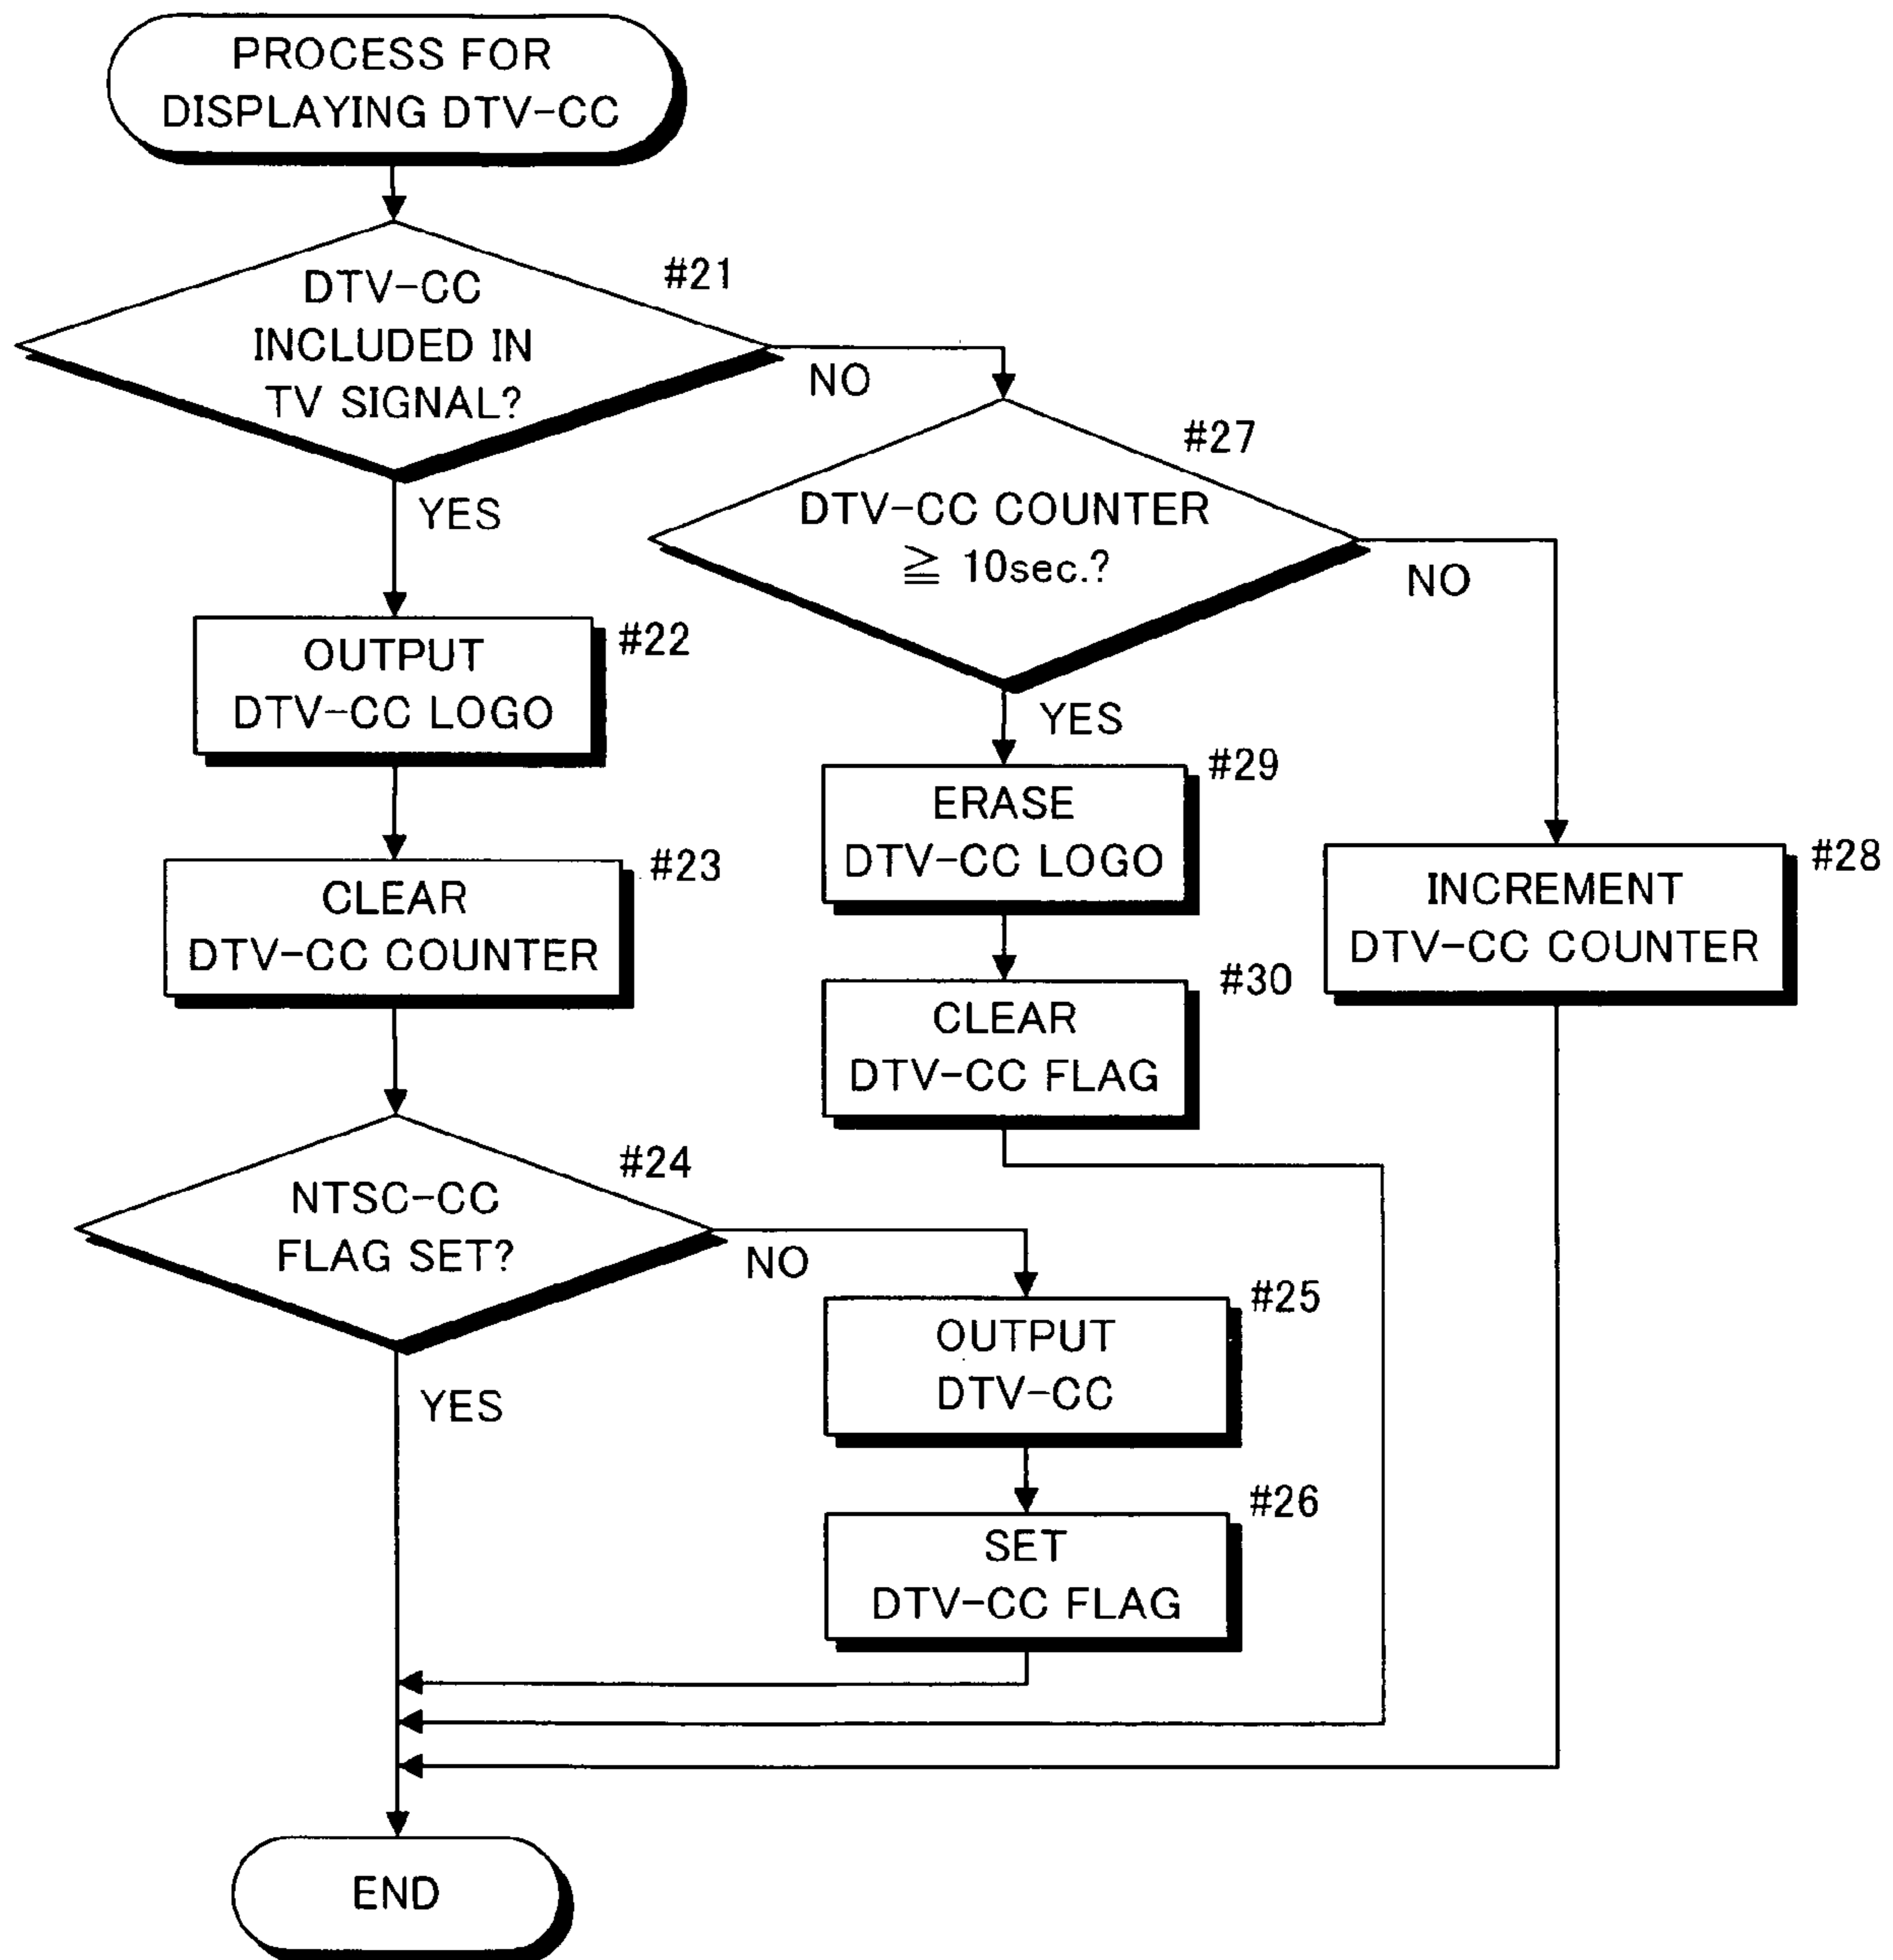 PROCESS FOR
DISPLAYING DTV-CC
DTV-CC
INCLUDED IN
TV SIGNAL?
#21
NO
YES
OUTPUT
DTV-CC LOGO
#22
CLEAR
DTV-CC COUNTER
#23
NTSC-CC
FLAG SET?
#24
NO
YES
OUTPUT
DTV-CC
#25
SET
DTV-CC FLAG
#26
DTV-CC COUNTER
≧ 10sec.?
#27
NO
YES
INCREMENT
DTV-CC COUNTER
#28
ERASE
DTV-CC LOGO
#29
CLEAR
DTV-CC FLAG
#30
END